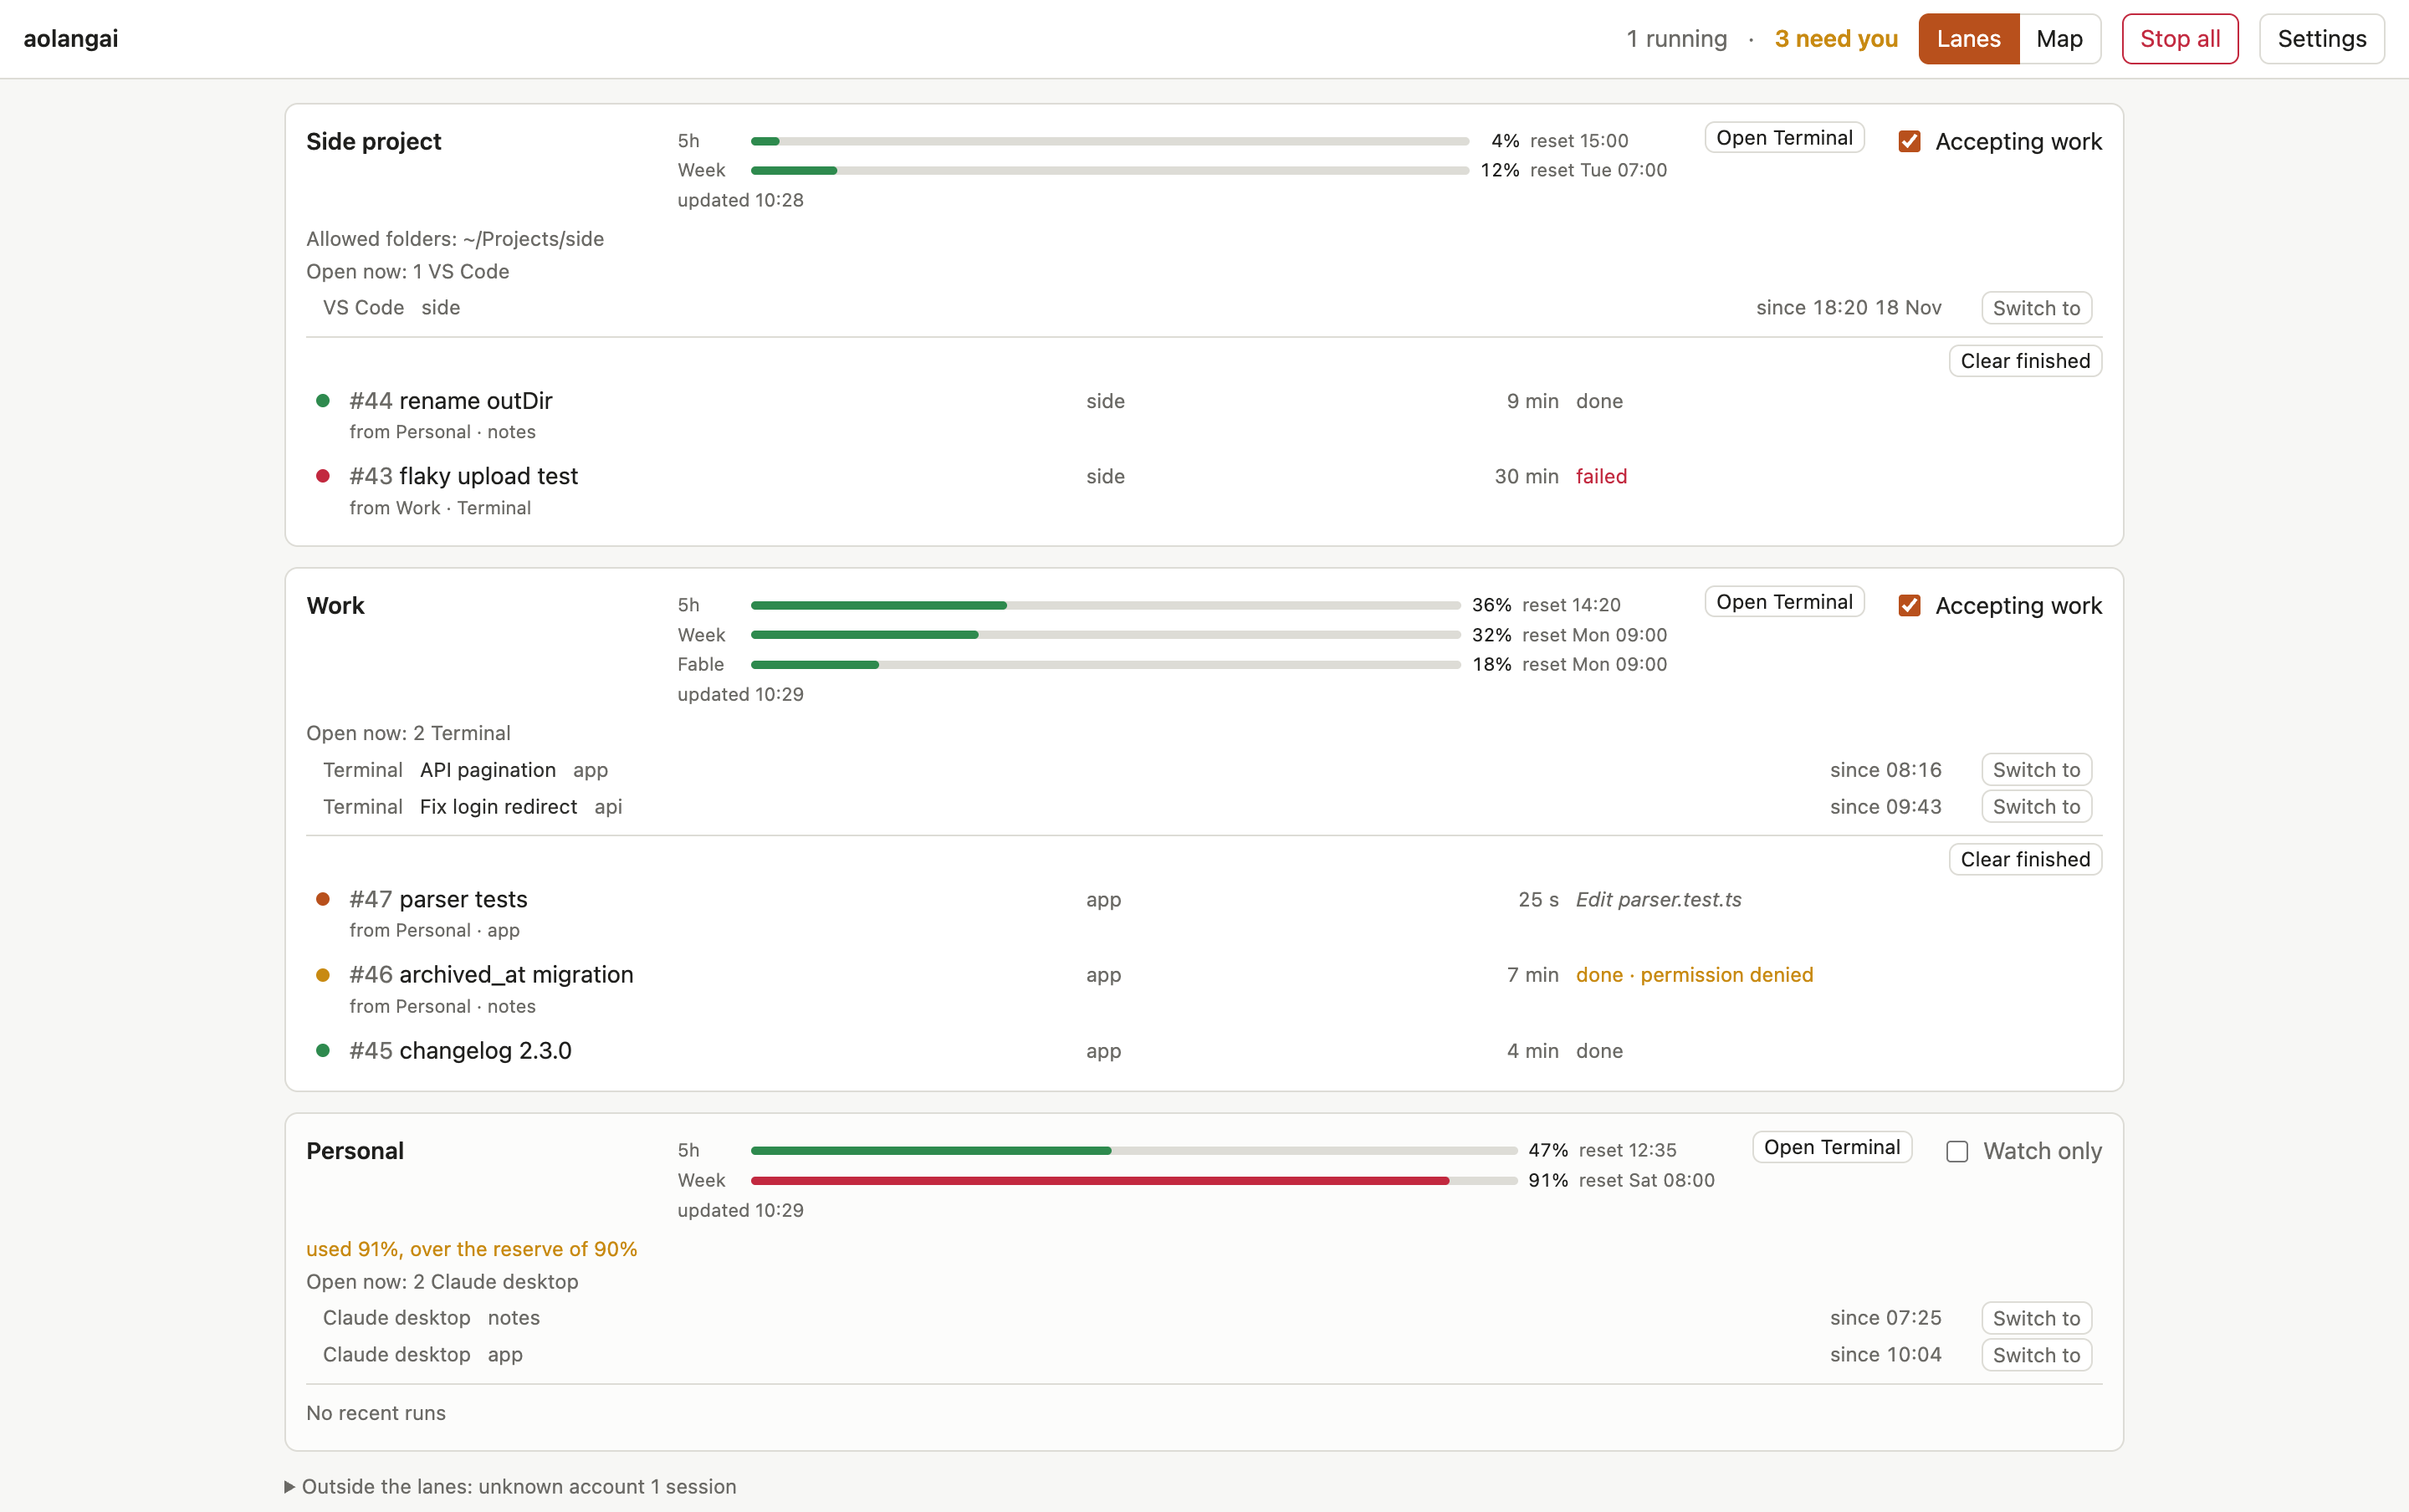 aolangai
1 running · 3 need you Lanes Map Stop all Settings
Side project
5h 4% reset 15:00 Open Terminal Accepting work
Week 12% reset Tue 07:00
updated 10:28
Allowed folders: ~/Projects/side
Open now: 1 VS Code
VS Code side since 18:20 18 Nov Switch to
Clear finished
#44 rename outDir side 9 min done
from Personal · notes
#43 flaky upload test side 30 min failed
from Work · Terminal
Work
5h 36% reset 14:20 Open Terminal Accepting work
Week 32% reset Mon 09:00
Fable 18% reset Mon 09:00
updated 10:29
Open now: 2 Terminal
Terminal API pagination app since 08:16 Switch to
Terminal Fix login redirect api since 09:43 Switch to
Clear finished
#47 parser tests app 25 s Edit parser.test.ts
from Personal · app
#46 archived_at migration app 7 min done · permission denied
from Personal · notes
#45 changelog 2.3.0 app 4 min done
Personal
5h 47% reset 12:35 Open Terminal Watch only
Week 91% reset Sat 08:00
updated 10:29
used 91%, over the reserve of 90%
Open now: 2 Claude desktop
Claude desktop notes since 07:25 Switch to
Claude desktop app since 10:04 Switch to
No recent runs
Outside the lanes: unknown account 1 session